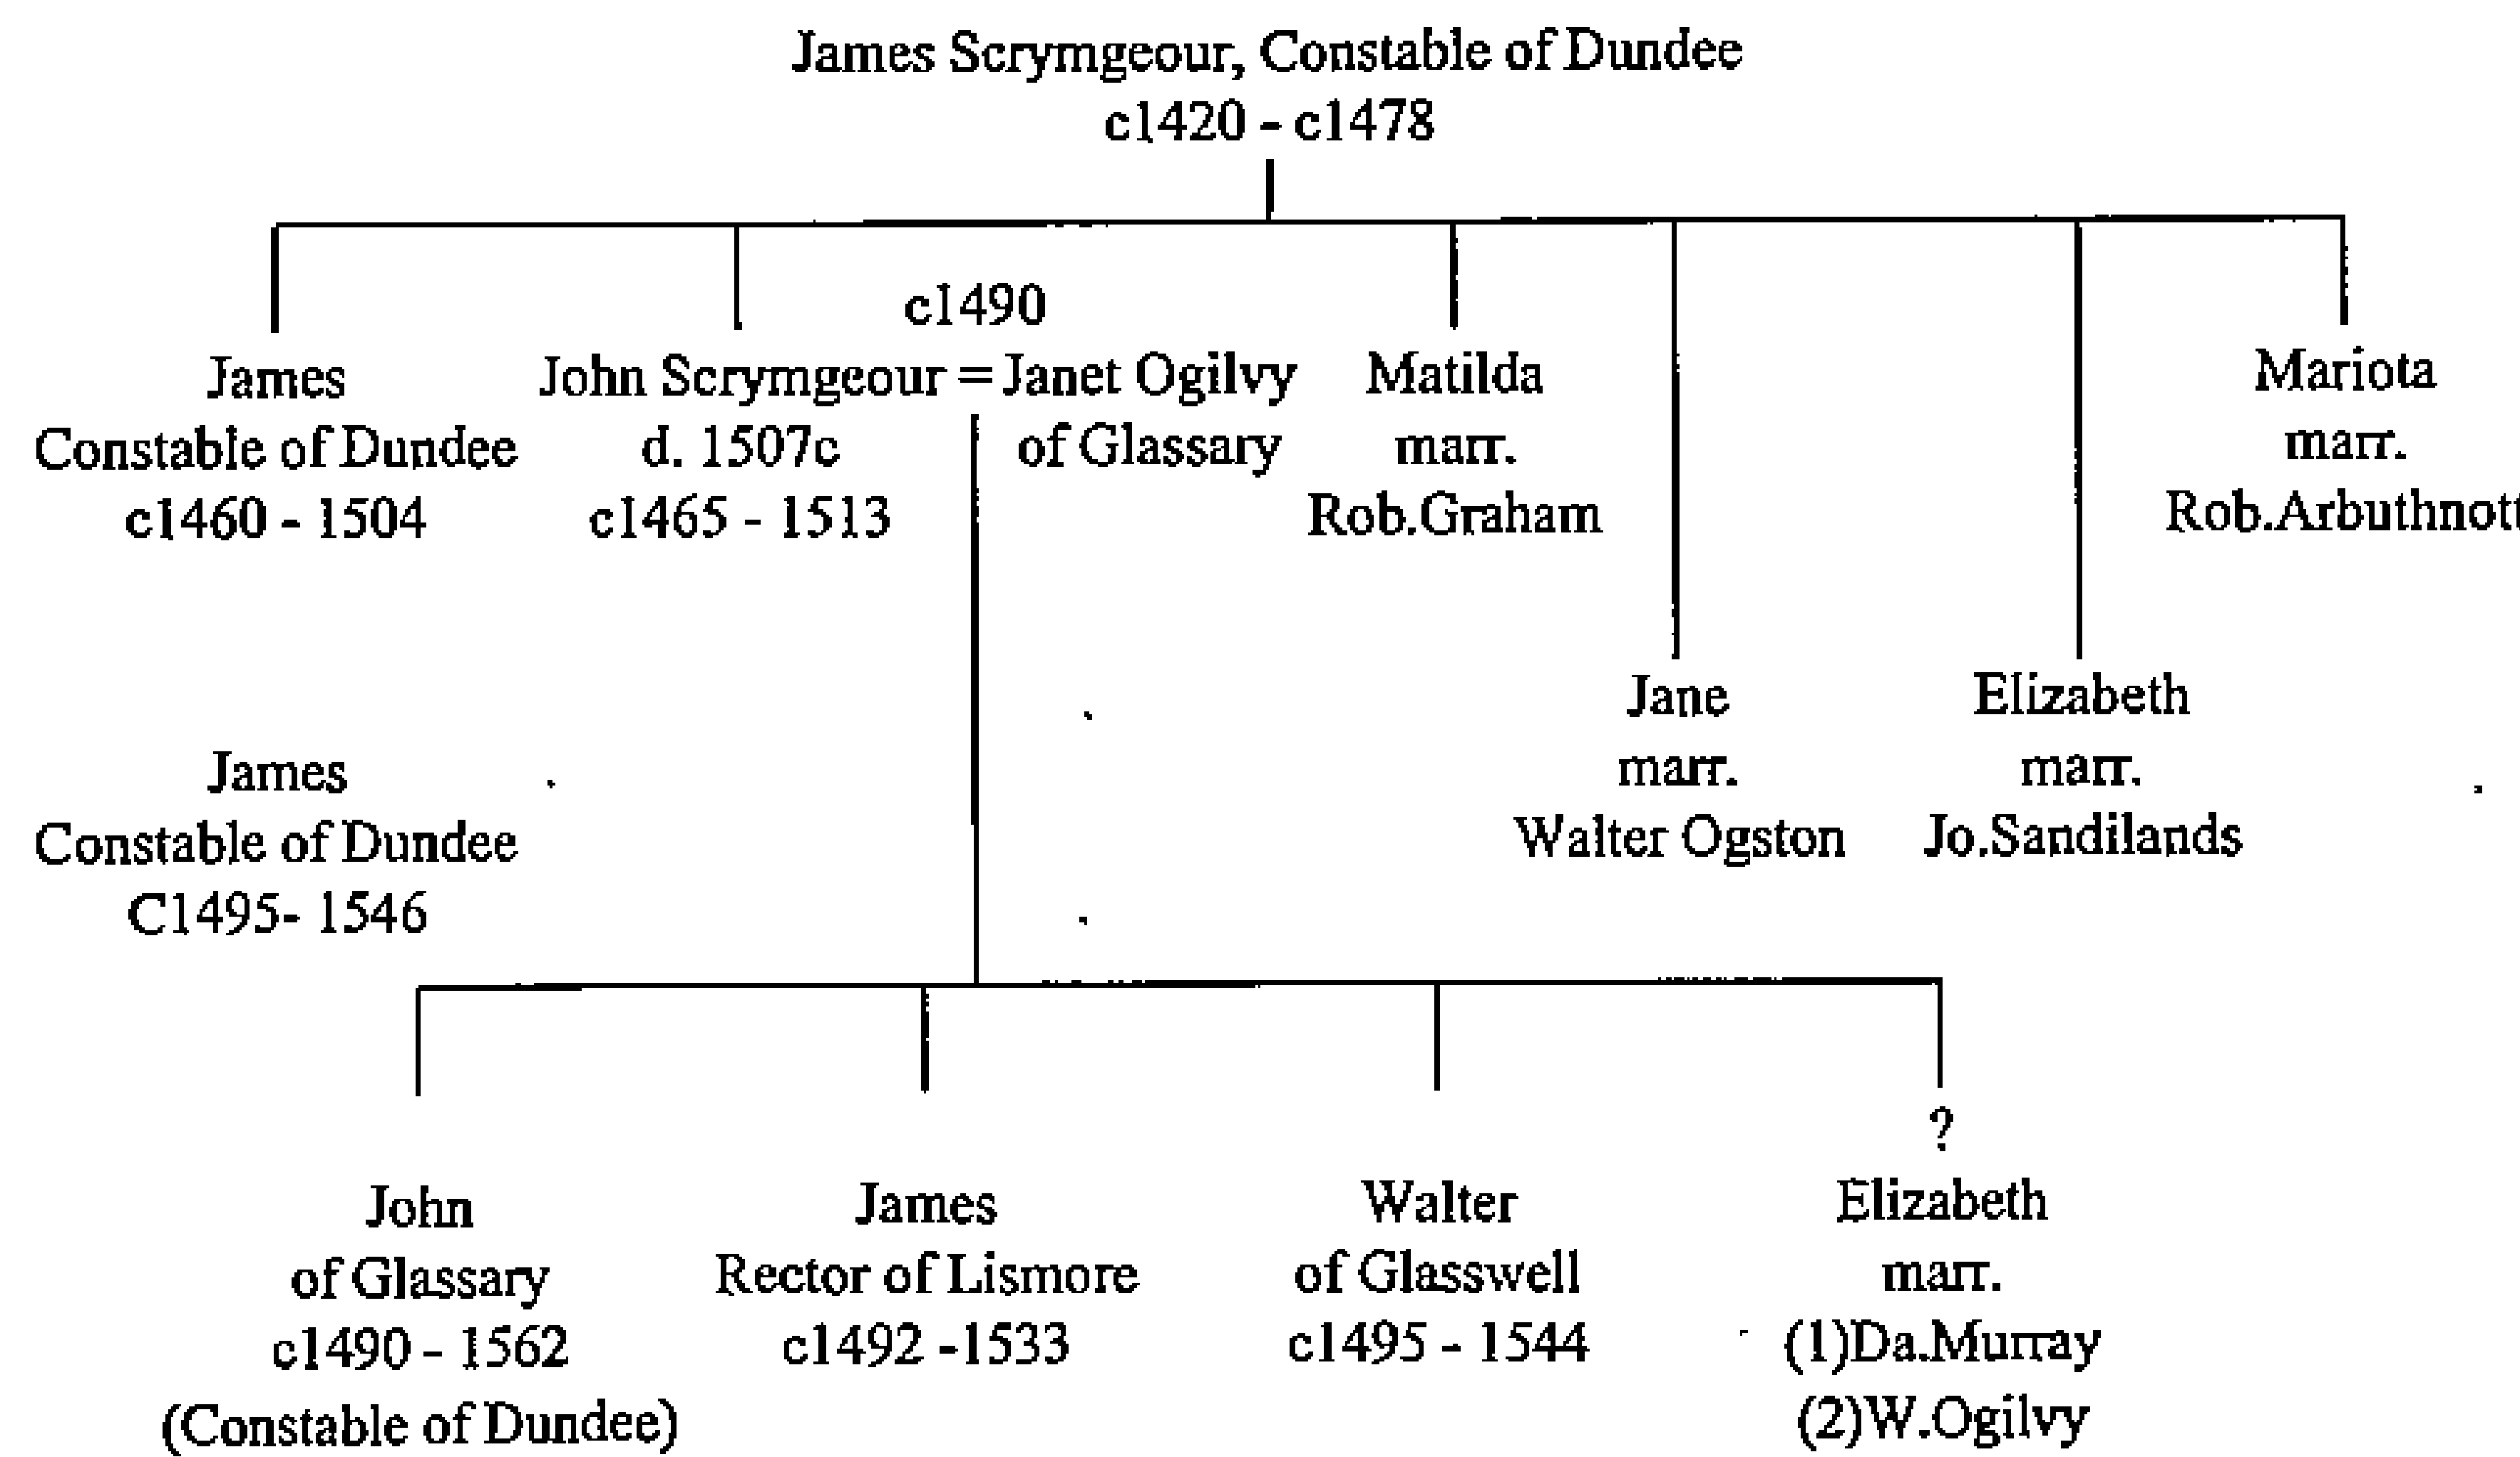 James Scrymgeour, Constable of Dundee
c1420 - c1478
c1490
James
Constable of Dundee
c1460 - 1504
John Scrymgeour = Janet Ogilvy
d. 1507c
of Glassary
c1465 - 1513
Matilda
marr.
Rob.Graham
Mariota
marr.
Rob.Arbuthnott
Jane
marr.
Walter Ogston
Elizabeth
marr.
Jo.Sandilands
James
Constable of Dundee
C1495- 1546
John
of Glassary
c1490 - 1562
(Constable of Dundee)
James
Rector of Lismore
c1492 -1533
Walter
of Glasswell
c1495 - 1544
?
Elizabeth
marr.
(1)Da.Murray
(2)W.Ogilvy